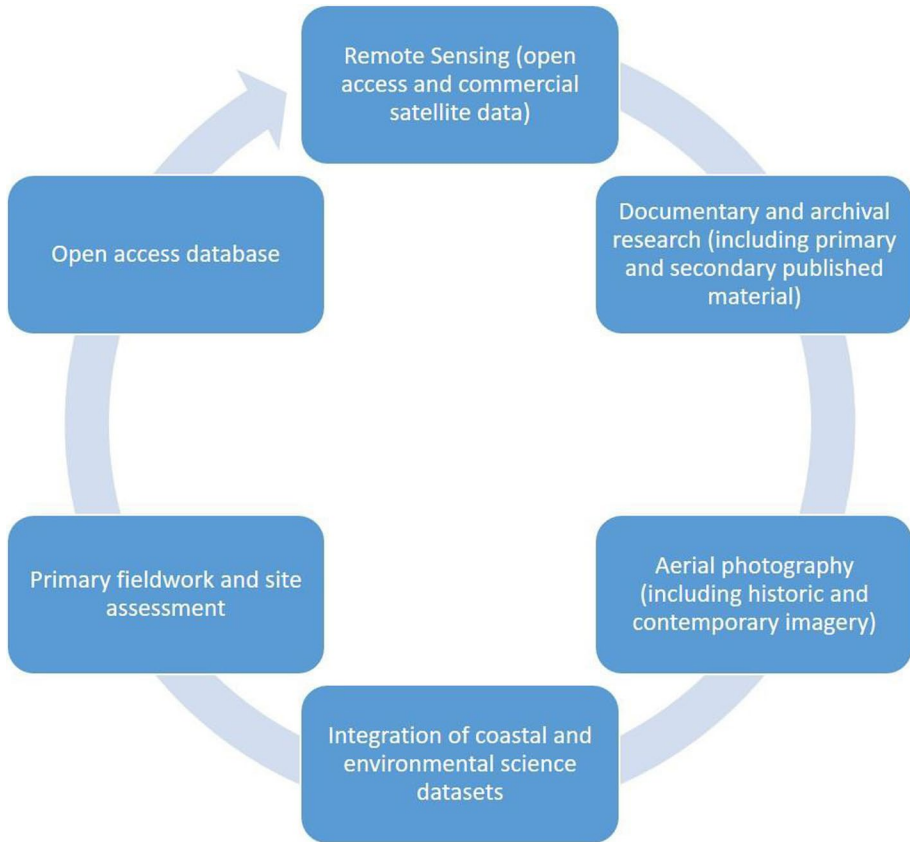 Remote Sensing (open
access and commercial
satellite data)
Documentary and archival
research (including primary
and secondary published
material)
Aerial photography
(including historic and
contemporary imagery)
Integration of coastal and
environmental science
datasets
Primary fieldwork and site
assessment
Open access database